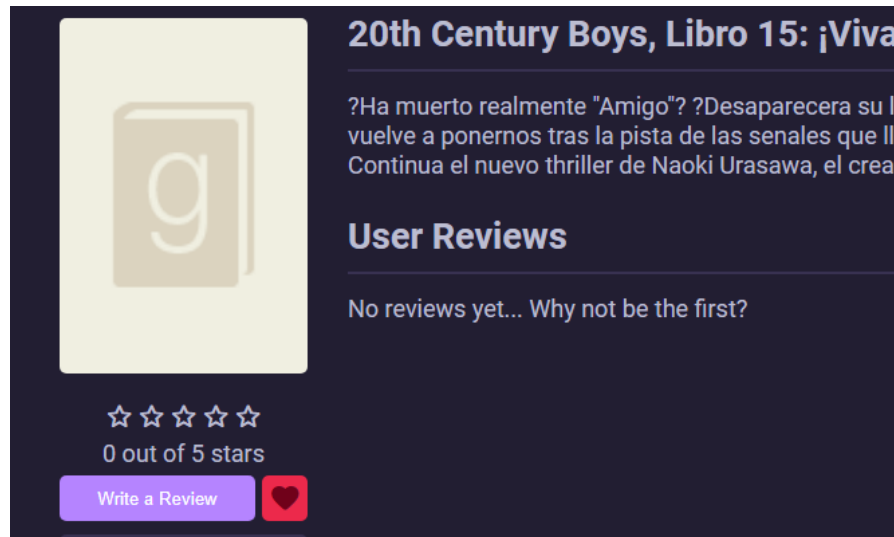 20th Century Boys, Libro 15: ¡Viva
?Ha muerto realmente "Amigo"? ?Desaparecera su l
vuelve a ponernos tras la pista de las senales que ll
Continua el nuevo thriller de Naoki Urasawa, el crea
g
User Reviews
No reviews yet... Why not be the first?
0 out of 5 stars
Write a Review